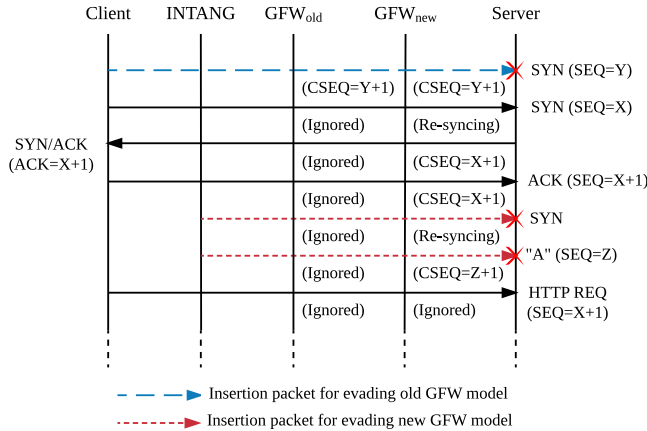 Client INTANG GFWold GFWnew Server
SYN (SEQ=Y)
(CSEQ=Y+1) (CSEQ=Y+1)
SYN (SEQ=X)
(Ignored) (Re-syncing)
SYN/ACK
(ACK=X+1)
(Ignored) (CSEQ=X+1)
ACK (SEQ=X+1)
(Ignored) (CSEQ=X+1)
SYN
(Ignored) (Re-syncing)
"A" (SEQ=Z)
(Ignored) (CSEQ=Z+1)
HTTP REQ
(SEQ=X+1)
(Ignored) (Ignored)
Insertion packet for evading old GFW model
Insertion packet for evading new GFW model